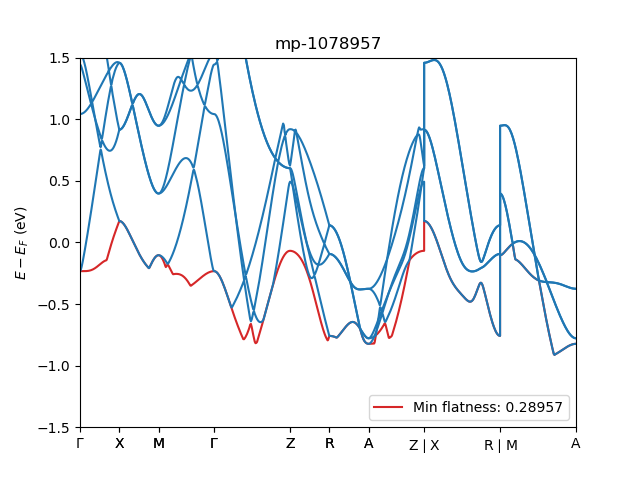 mp-1078957
E − E_F (eV)
1.5
1.0
0.5
0.0
−0.5
−1.0
−1.5
Min flatness: 0.28957
Γ X M Γ Z R A Z | X R | M A